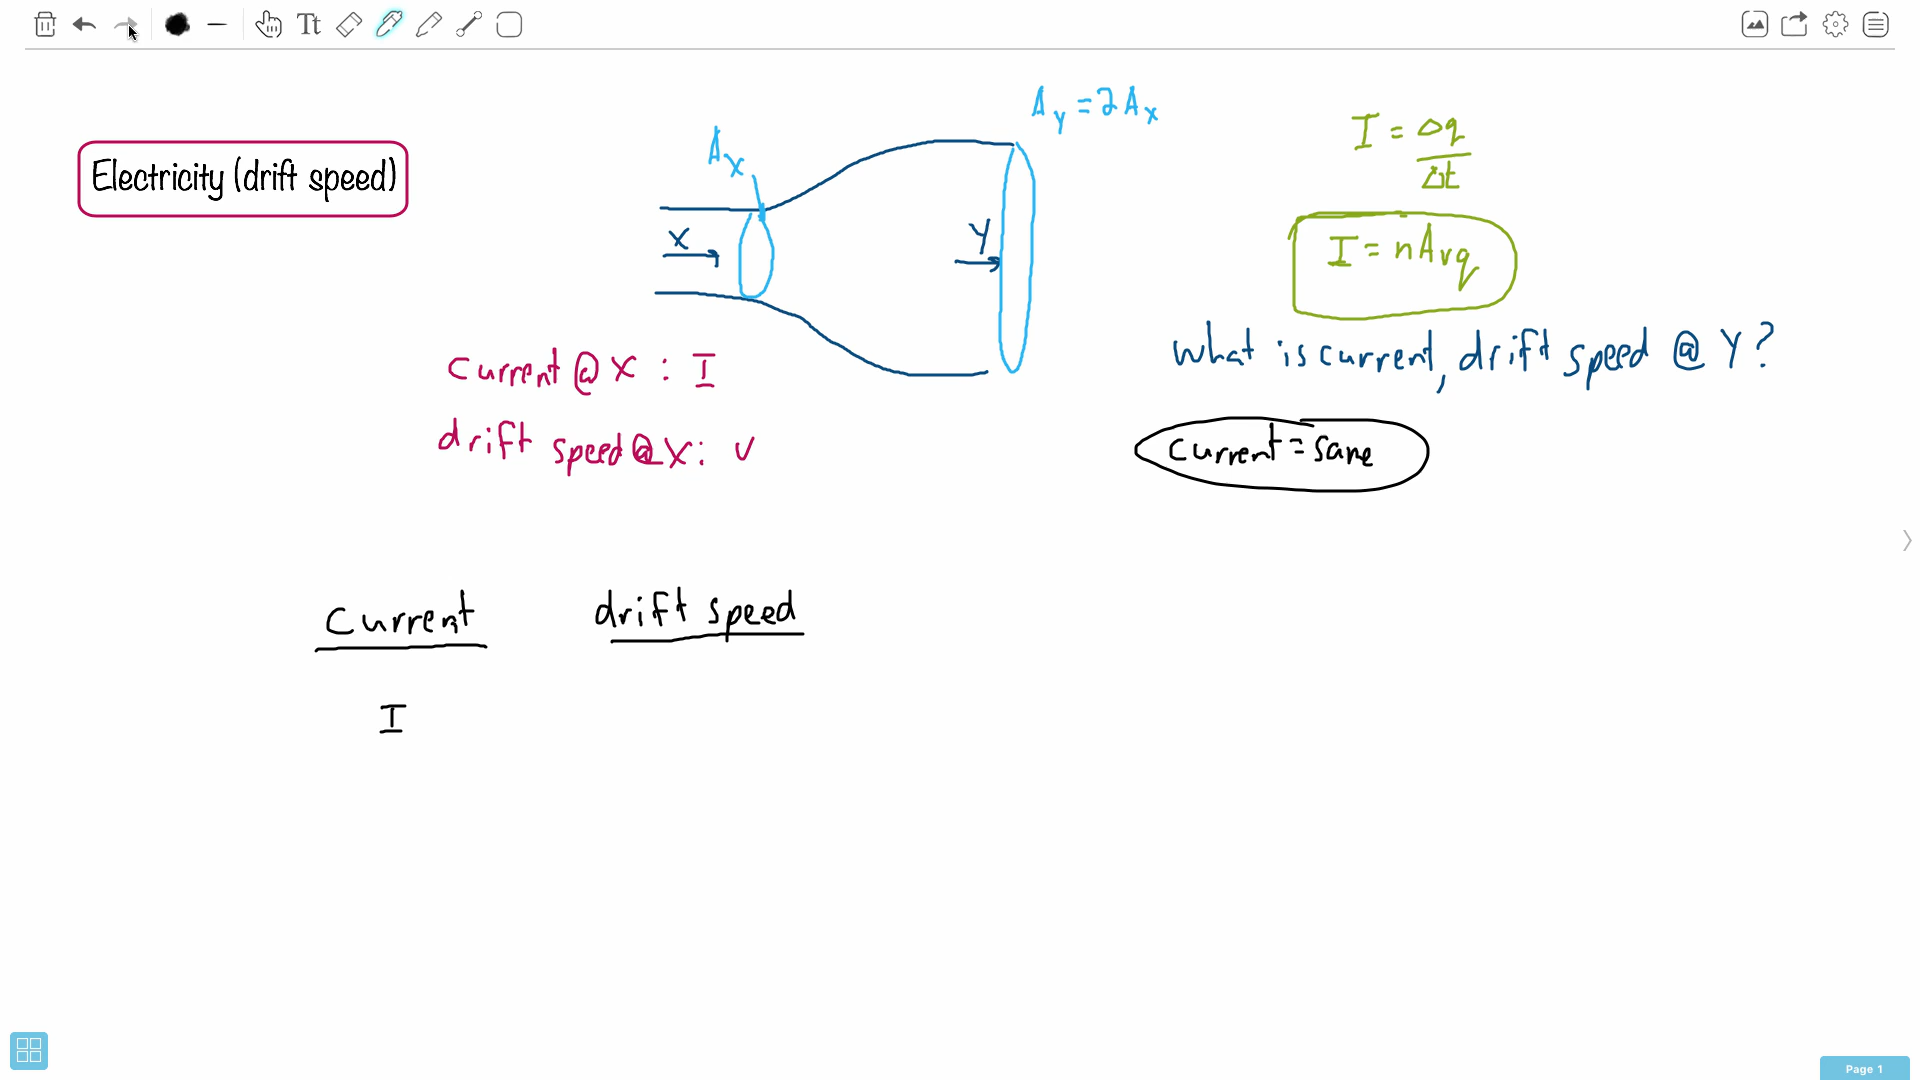 Tt
Electricity (drift speed)
Ax
Ay = 2Ax
X
Y
I = Δq
Δt
I = nAvq
Current @ X : I
drift speed @ X : v
What is current, drift speed @ Y?
Current = same
Current
drift speed
I
Page 1